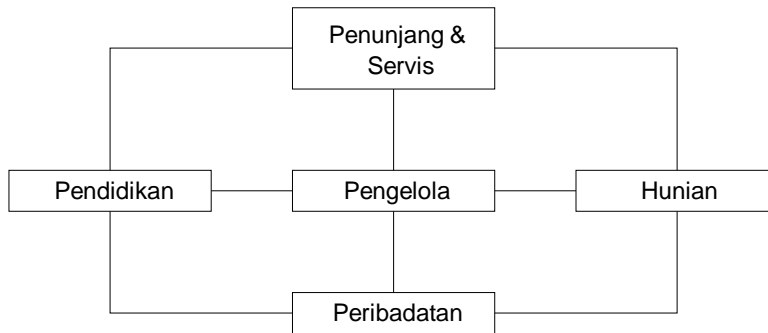 Penunjang &
Servis
Pendidikan
Pengelola
Hunian
Peribadatan